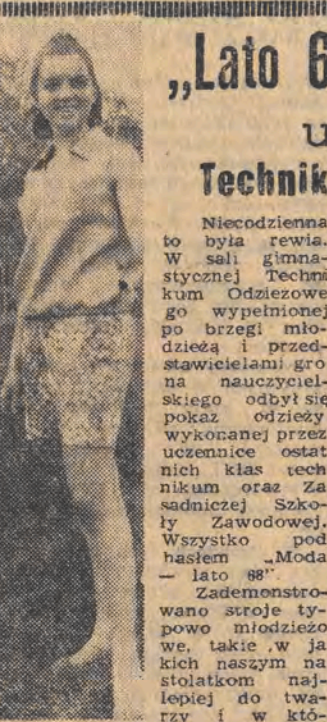 „Lato 6
u
Technik
Niecodzienna
to była rewia.
W sali gimna-
stycznej Techni
kum Odzieżowe
go wypełnionej
po brzegi mło-
dzieżą i przed-
stawicielami gro
na nauczyciel-
skiego odbył się
pokaz odzieży
wykonanej przez
uczennice ostat
nich klas tech
nikum oraz Za
sadniczej Szko-
ły Zawodowej.
Wszystko pod
hasłem „Moda
— lato 68".
Zademonstro-
wano stroje ty-
powo młodzieżo
we, takie w ja
kich naszym na
stolatkom naj-
lepiej do twa-
rzy i w któ-